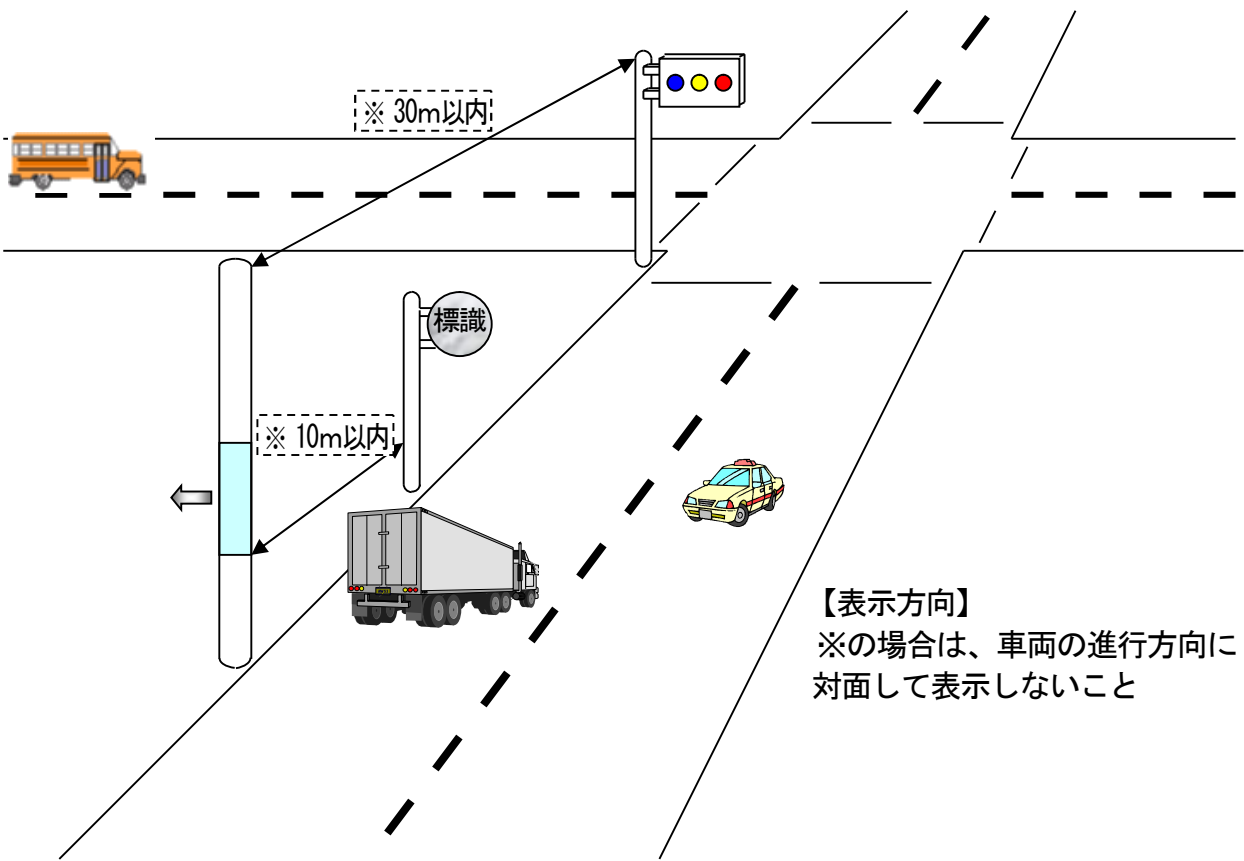 ※ 30m以内
標識
※ 10m以内
【表示方向】
※の場合は、車両の進行方向に
対面して表示しないこと